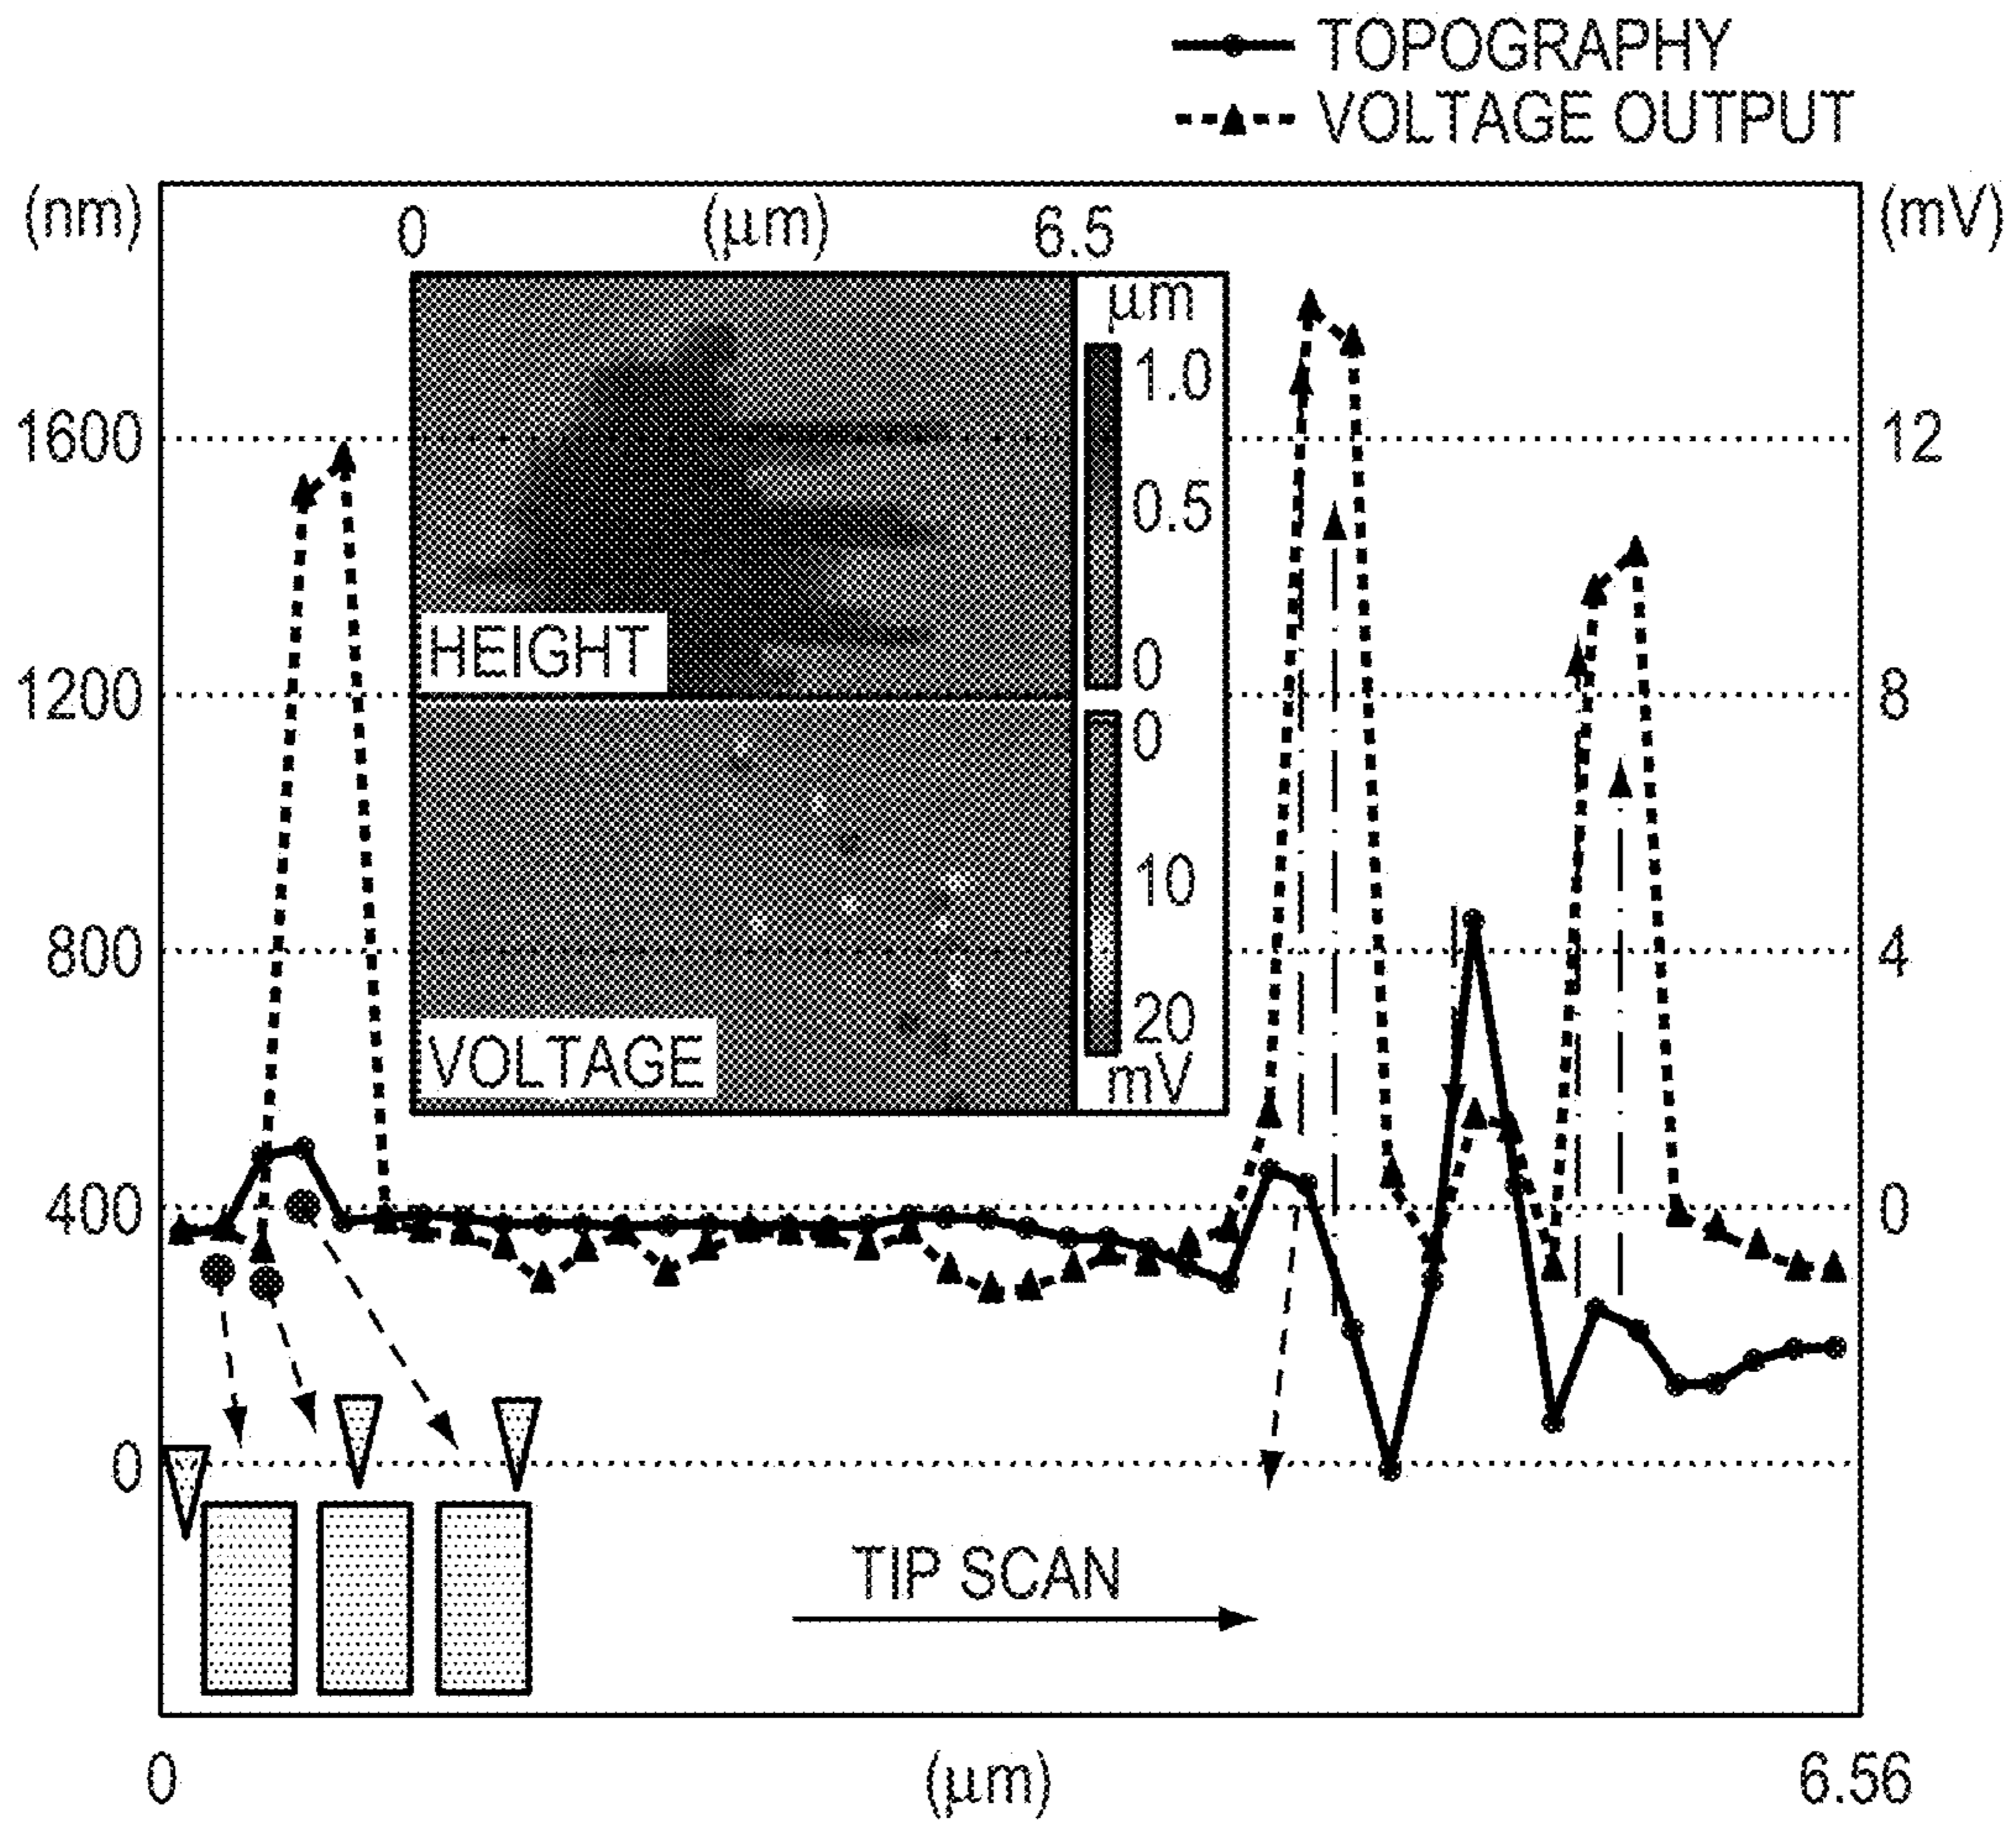 TOPOGRAPHY
VOLTAGE OUTPUT
(nm)
(mV)
0 (μm) 6.5
μm
1.0
0.5
0
HEIGHT
0
10
20
mV
VOLTAGE
1600
1200
800
400
0
12
8
4
0
TIP SCAN
0 (μm) 6.56